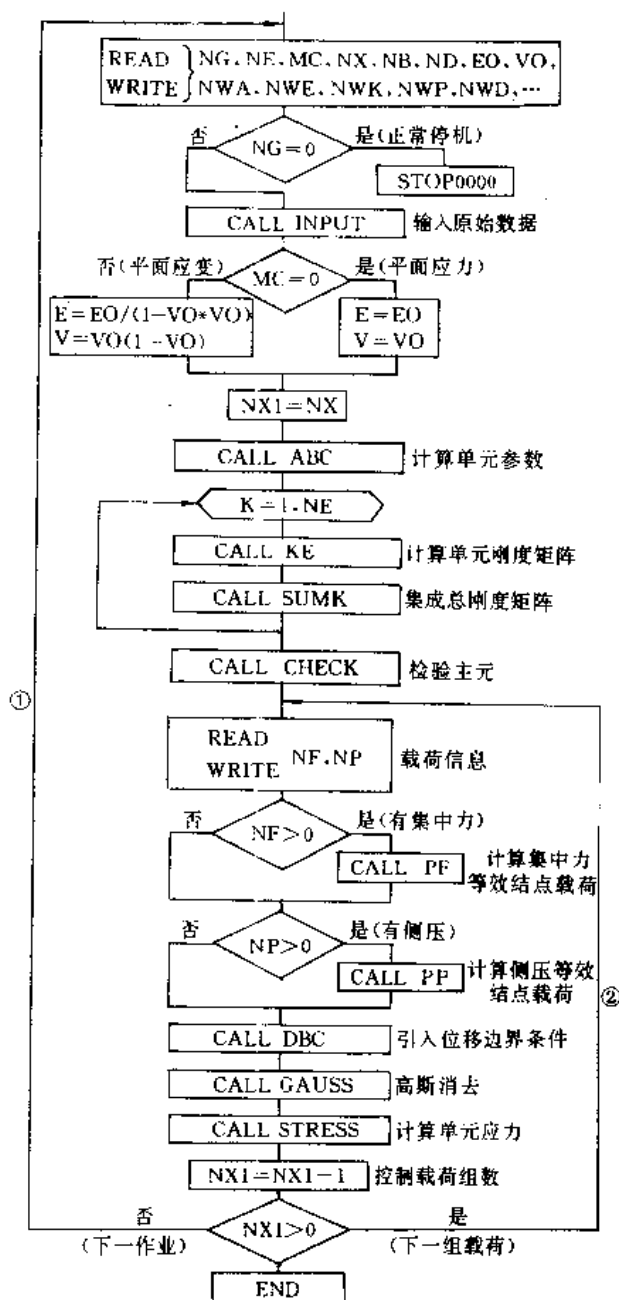 READ NG、NE、MC、NX、NB、ND、EO、VO,
WRITE NWA、NWE、NWK、NWP、NWD、…
否 是(正常停机)
NG=0
STOP0000
CALL INPUT 输入原始数据
否(平面应变) 是(平面应力)
MC=0
E=EO/(1-VO*VO) E=EO
V=VO(1-VO) V=VO
NX1=NX
CALL ABC 计算单元参数
K=1、NE
CALL KE 计算单元刚度矩阵
CALL SUMK 集成总刚度矩阵
CALL CHECK 检验主元
①
READ
WRITE NF、NP 载荷信息
否 是(有集中力)
NF>0
CALL PF 计算集中力
等效结点载荷
否 是(有侧压)
NP>0
CALL PP 计算侧压等效
结点载荷
②
CALL DBC 引入位移边界条件
CALL GAUSS 高斯消去
CALL STRESS 计算单元应力
NX1=NX1-1 控制载荷组数
否 是
NX1>0
(下一作业) (下一组载荷)
END